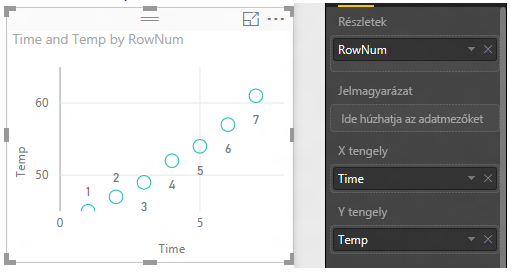 Time and Temp by RowNum
60
50
Temp
1
2
3
4
5
6
7
0
5
Time
Részletek
RowNum
Jelmagyarázat
Ide húzhatja az adatmezőket
X tengely
Time
Y tengely
Temp